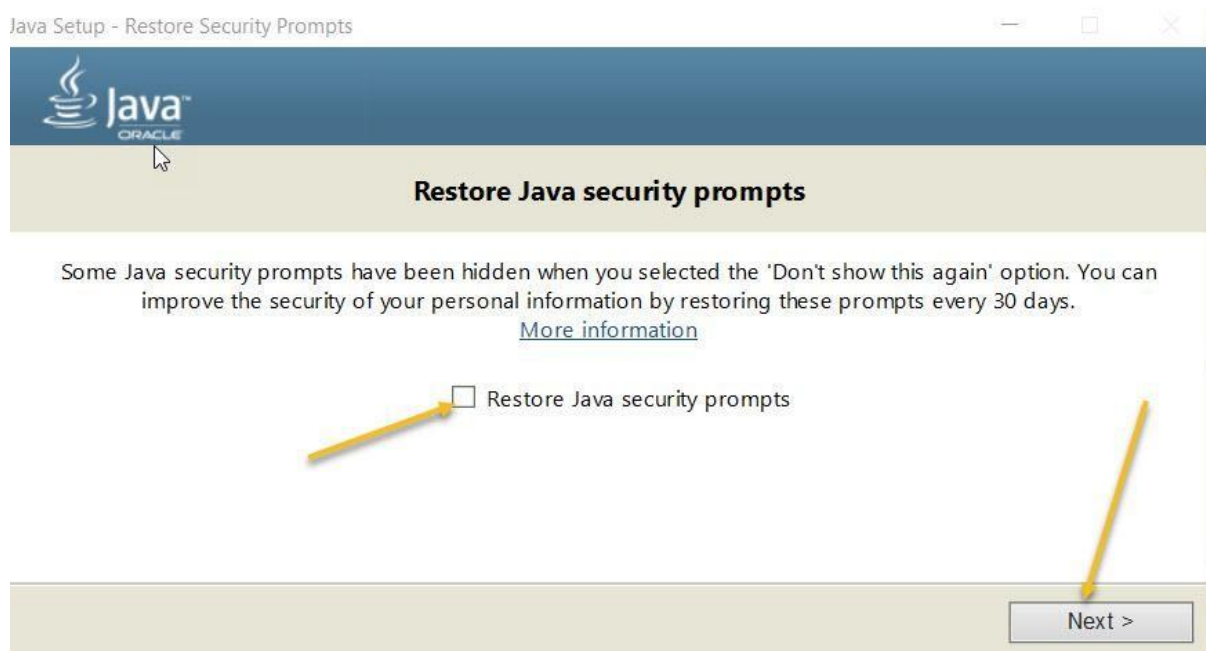 Java Setup - Restore Security Prompts
Java™
ORACLE
Restore Java security prompts
Some Java security prompts have been hidden when you selected the 'Don't show this again' option. You can
improve the security of your personal information by restoring these prompts every 30 days.
More information
Restore Java security prompts
Next >